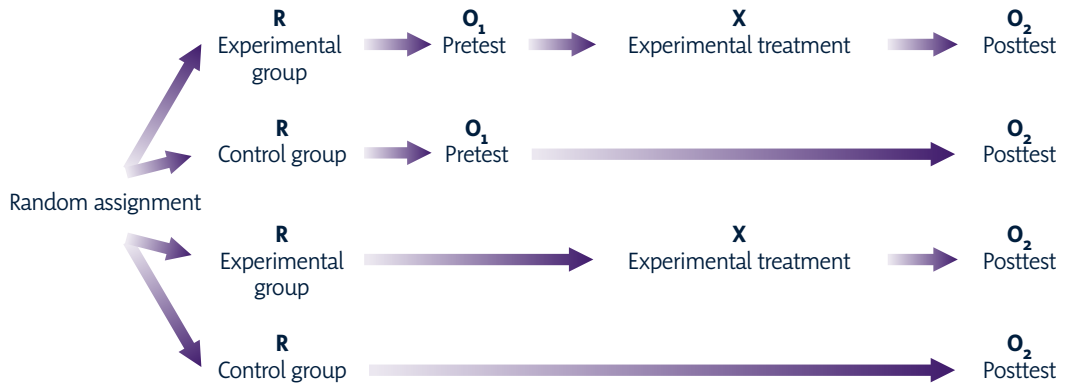 R O₁ X O₂
Experimental group Pretest Experimental treatment Posttest
R O₁ O₂
Control group Pretest Posttest
Random assignment
R X O₂
Experimental group Experimental treatment Posttest
R O₂
Control group Posttest